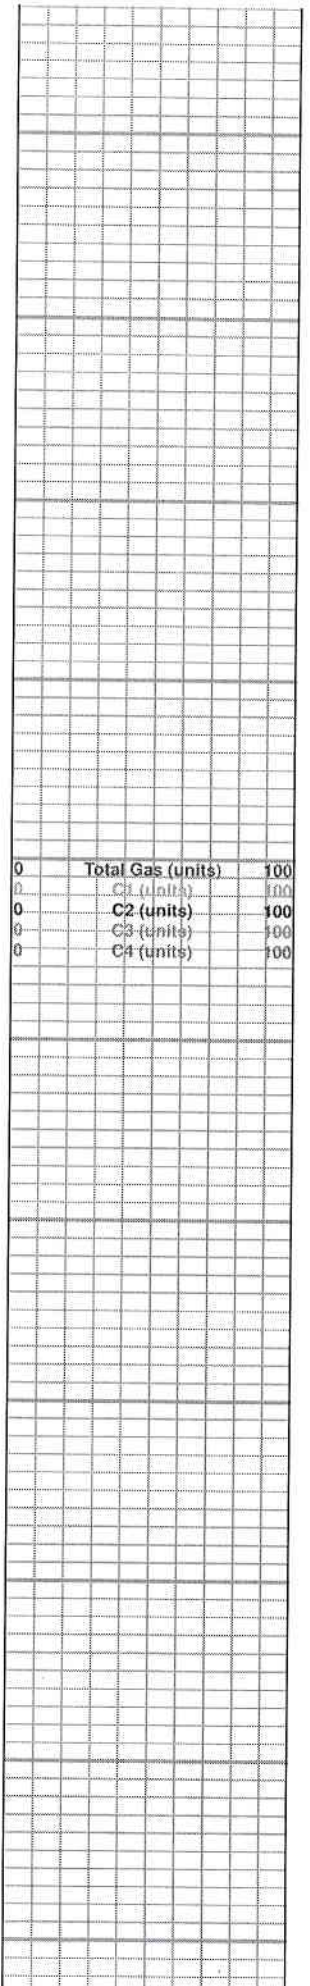 0 Total Gas (units) 100
0 C1 (units) 100
0 C2 (units) 100
0 C3 (units) 100
0 C4 (units) 100